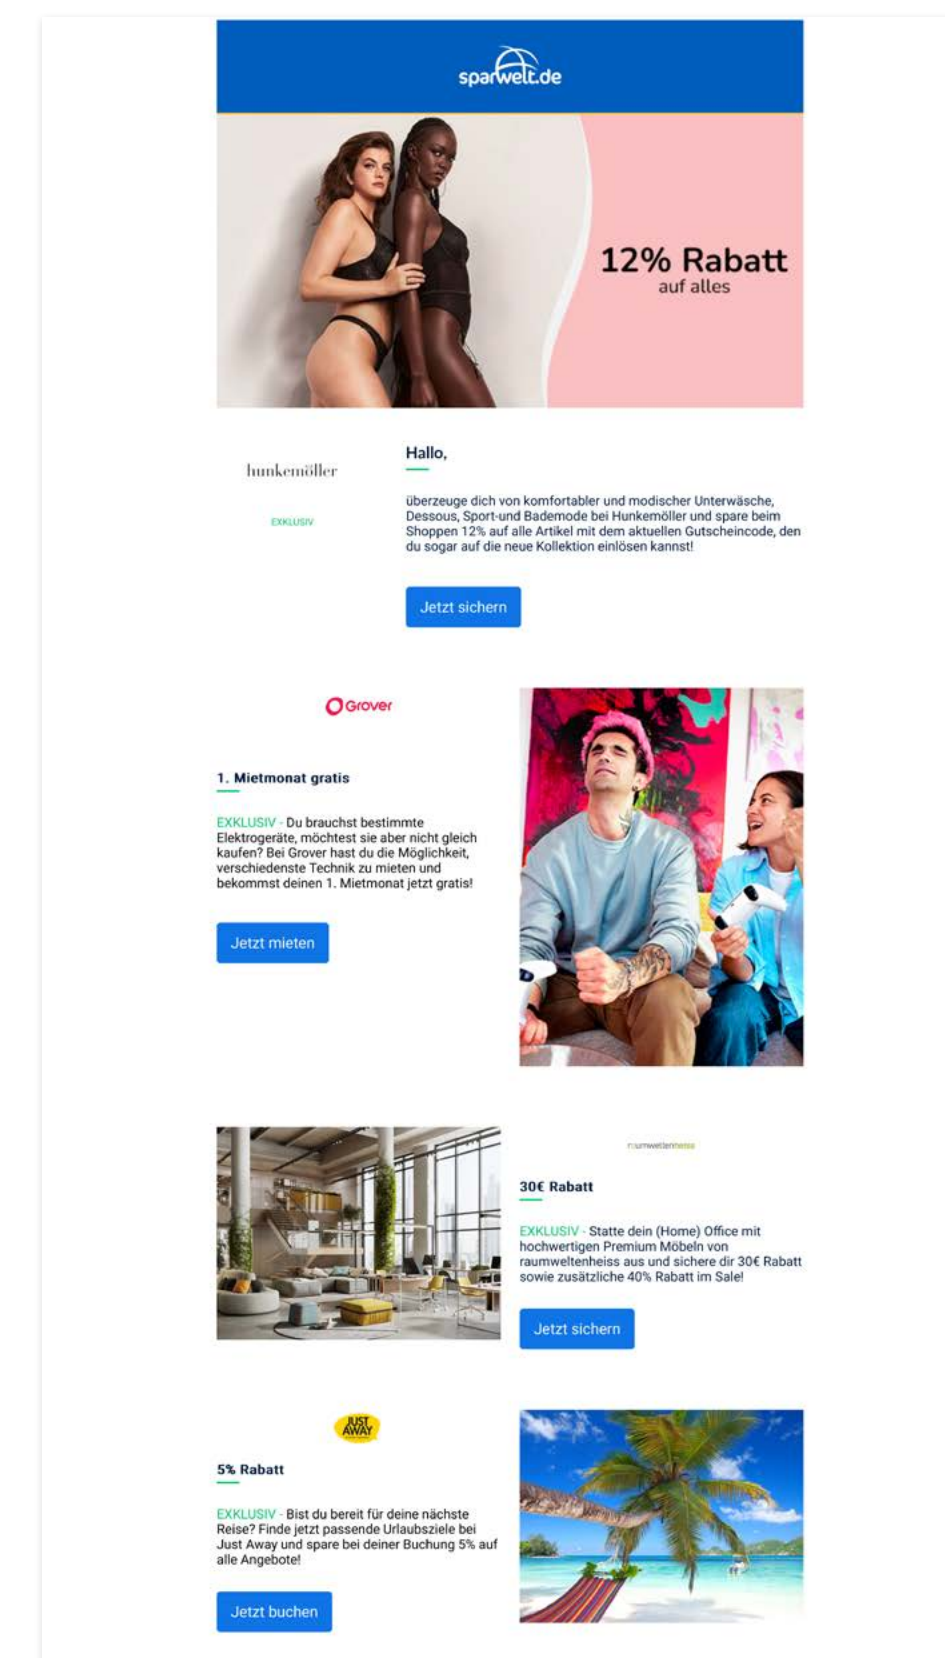 sparwelt.de
12% Rabatt
auf alles
hunkemöller
EXKLUSIV
Hallo,
überzeuge dich von komfortabler und modischer Unterwäsche,
Dessous, Sport-und Bademode bei Hunkemöller und spare beim
Shoppen 12% auf alle Artikel mit dem aktuellen Gutscheincode, den
du sogar auf die neue Kollektion einlösen kannst!
Jetzt sichern
Grover
1. Mietmonat gratis
EXKLUSIV - Du brauchst bestimmte
Elektrogeräte, möchtest sie aber nicht gleich
kaufen? Bei Grover hast du die Möglichkeit,
verschiedenste Technik zu mieten und
bekommst deinen 1. Mietmonat jetzt gratis!
Jetzt mieten
raumweltenheiss
30€ Rabatt
EXKLUSIV - Statte dein (Home) Office mit
hochwertigen Premium Möbeln von
raumweltenheiss aus und sichere dir 30€ Rabatt
sowie zusätzliche 40% Rabatt im Sale!
Jetzt sichern
JUST
AWAY
5% Rabatt
EXKLUSIV - Bist du bereit für deine nächste
Reise? Finde jetzt passende Urlaubsziele bei
Just Away und spare bei deiner Buchung 5% auf
alle Angebote!
Jetzt buchen